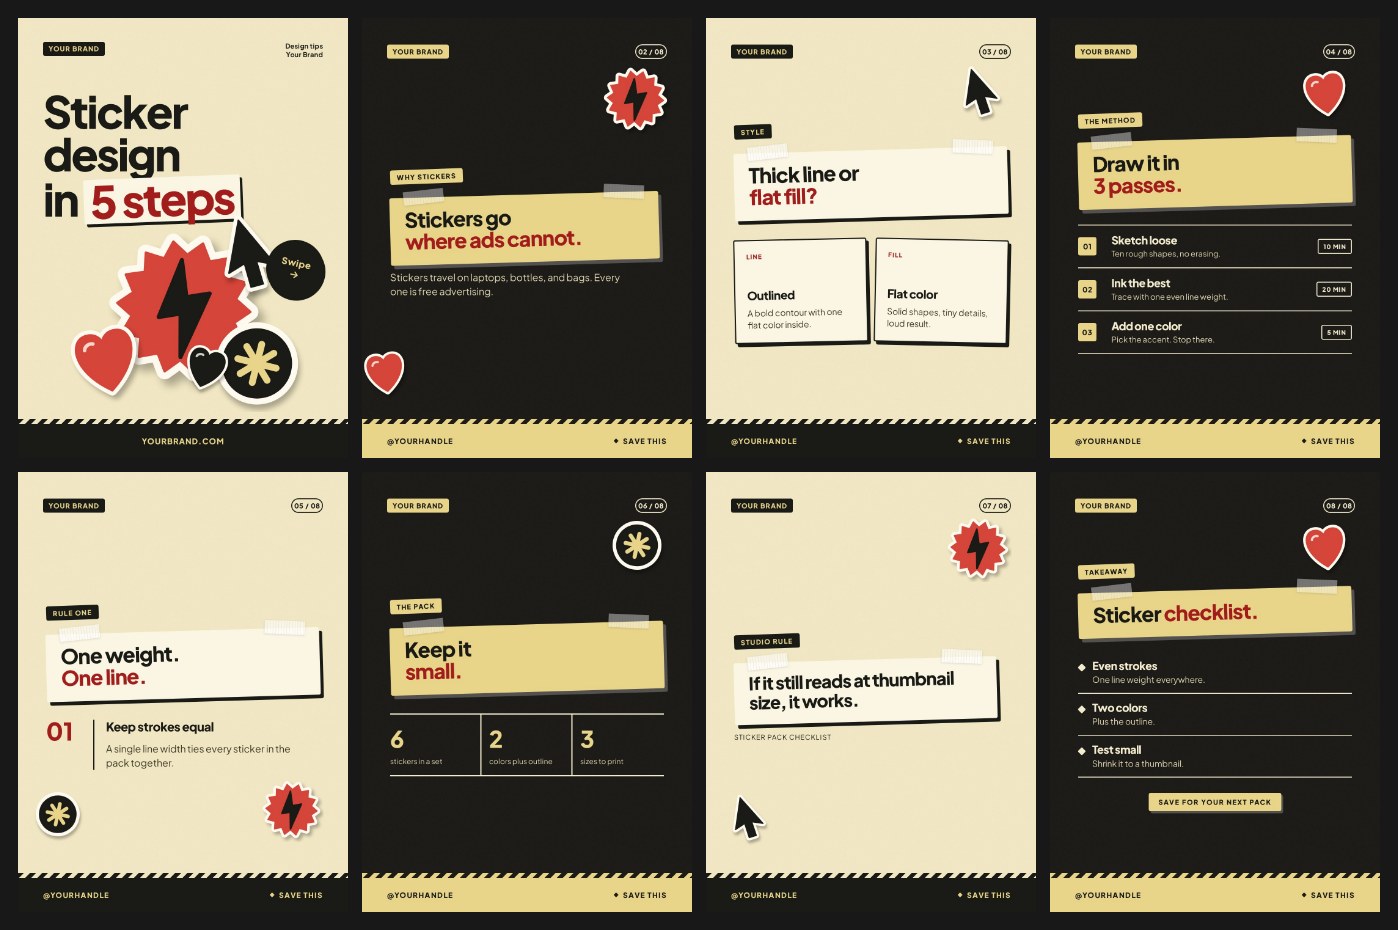 YOUR BRAND
Design tips
Your Brand
Sticker
design
in 5 steps
Swipe
→
YOURBRAND.COM
YOUR BRAND
02 / 08
WHY STICKERS
Stickers go
where ads cannot.
Stickers travel on laptops, bottles, and bags. Every
one is free advertising.
@YOURHANDLE
◆ SAVE THIS
YOUR BRAND
03 / 08
STYLE
Thick line or
flat fill?
LINE
Outlined
A bold contour with one
flat color inside.
FILL
Flat color
Solid shapes, tiny details,
loud result.
@YOURHANDLE
◆ SAVE THIS
YOUR BRAND
04 / 08
THE METHOD
Draw it in
3 passes.
01
Sketch loose
Ten rough shapes, no erasing.
10 MIN
02
Ink the best
Trace with one even line weight.
20 MIN
03
Add one color
Pick the accent. Stop there.
5 MIN
@YOURHANDLE
◆ SAVE THIS
YOUR BRAND
05 / 08
RULE ONE
One weight.
One line.
01
Keep strokes equal
A single line width ties every sticker in the
pack together.
@YOURHANDLE
◆ SAVE THIS
YOUR BRAND
06 / 08
THE PACK
Keep it
small.
6
stickers in a set
2
colors plus outline
3
sizes to print
@YOURHANDLE
◆ SAVE THIS
YOUR BRAND
07 / 08
STUDIO RULE
If it still reads at thumbnail
size, it works.
STICKER PACK CHECKLIST
@YOURHANDLE
◆ SAVE THIS
YOUR BRAND
08 / 08
TAKEAWAY
Sticker checklist.
◆ Even strokes
One line weight everywhere.
◆ Two colors
Plus the outline.
◆ Test small
Shrink it to a thumbnail.
SAVE FOR YOUR NEXT PACK
@YOURHANDLE
◆ SAVE THIS